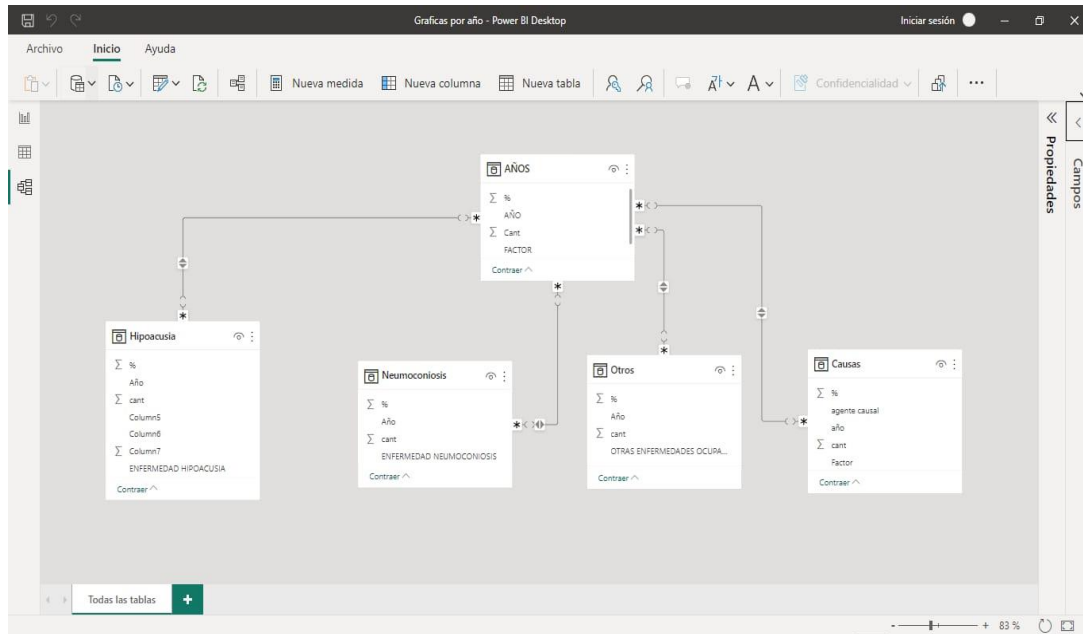 Graficas por año - Power BI Desktop
Iniciar sesión
Archivo Inicio Ayuda
Nueva medida Nueva columna Nueva tabla Confidencialidad
Propiedades
Campos
AÑOS
%
AÑO
Cant
FACTOR
Contraer
Hipoacusia
%
Año
cant
Column5
Column6
Column7
ENFERMEDAD HIPOACUSIA
Contraer
Neumoconiosis
%
Año
cant
ENFERMEDAD NEUMOCONIOSIS
Contraer
Otros
%
Año
cant
OTRAS ENFERMEDADES OCUPA...
Contraer
Causas
%
agente causal
año
cant
Factor
Contraer
Todas las tablas
83 %